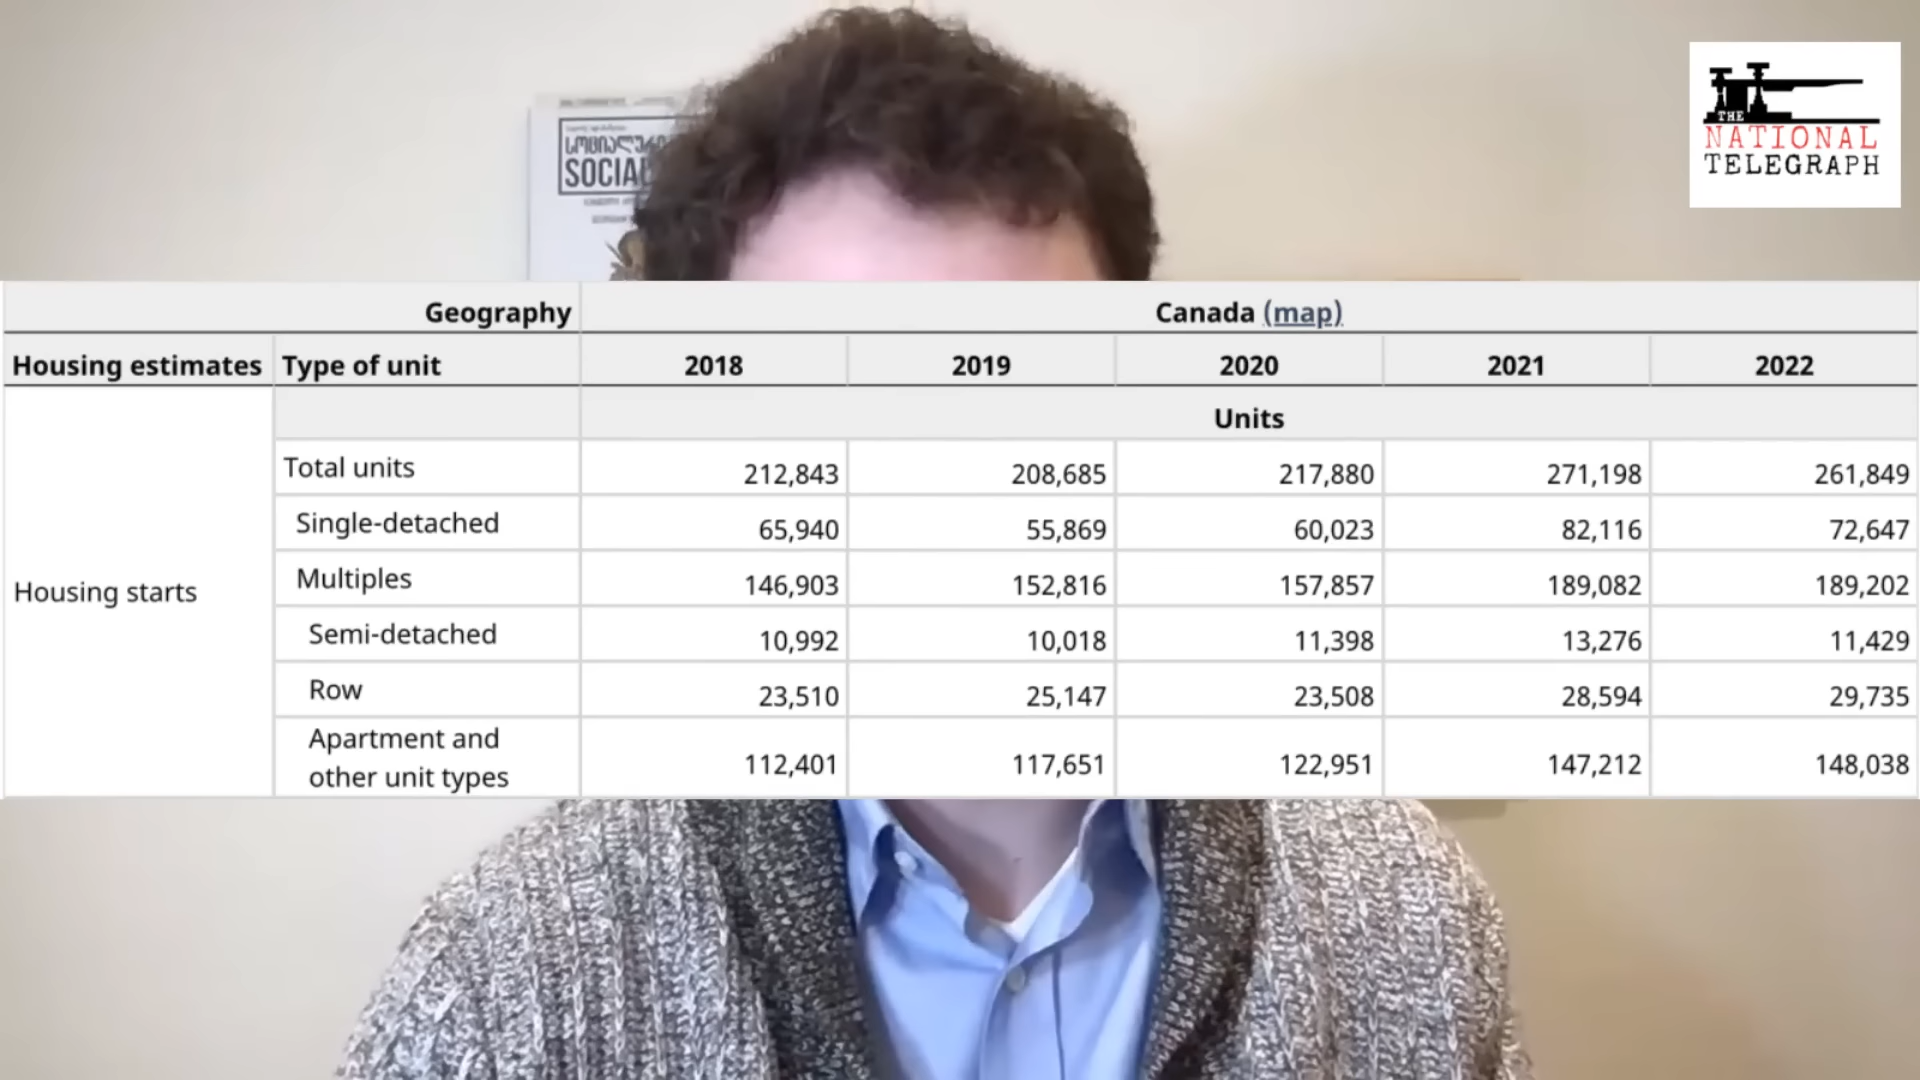 სოციალურ
SOCIAL
THE
NATIONAL
TELEGRAPH
Geography Canada (map)
Housing estimates Type of unit 2018 2019 2020 2021 2022
Units
Housing starts
Total units 212,843 208,685 217,880 271,198 261,849
Single-detached 65,940 55,869 60,023 82,116 72,647
Multiples 146,903 152,816 157,857 189,082 189,202
Semi-detached 10,992 10,018 11,398 13,276 11,429
Row 23,510 25,147 23,508 28,594 29,735
Apartment and
other unit types 112,401 117,651 122,951 147,212 148,038